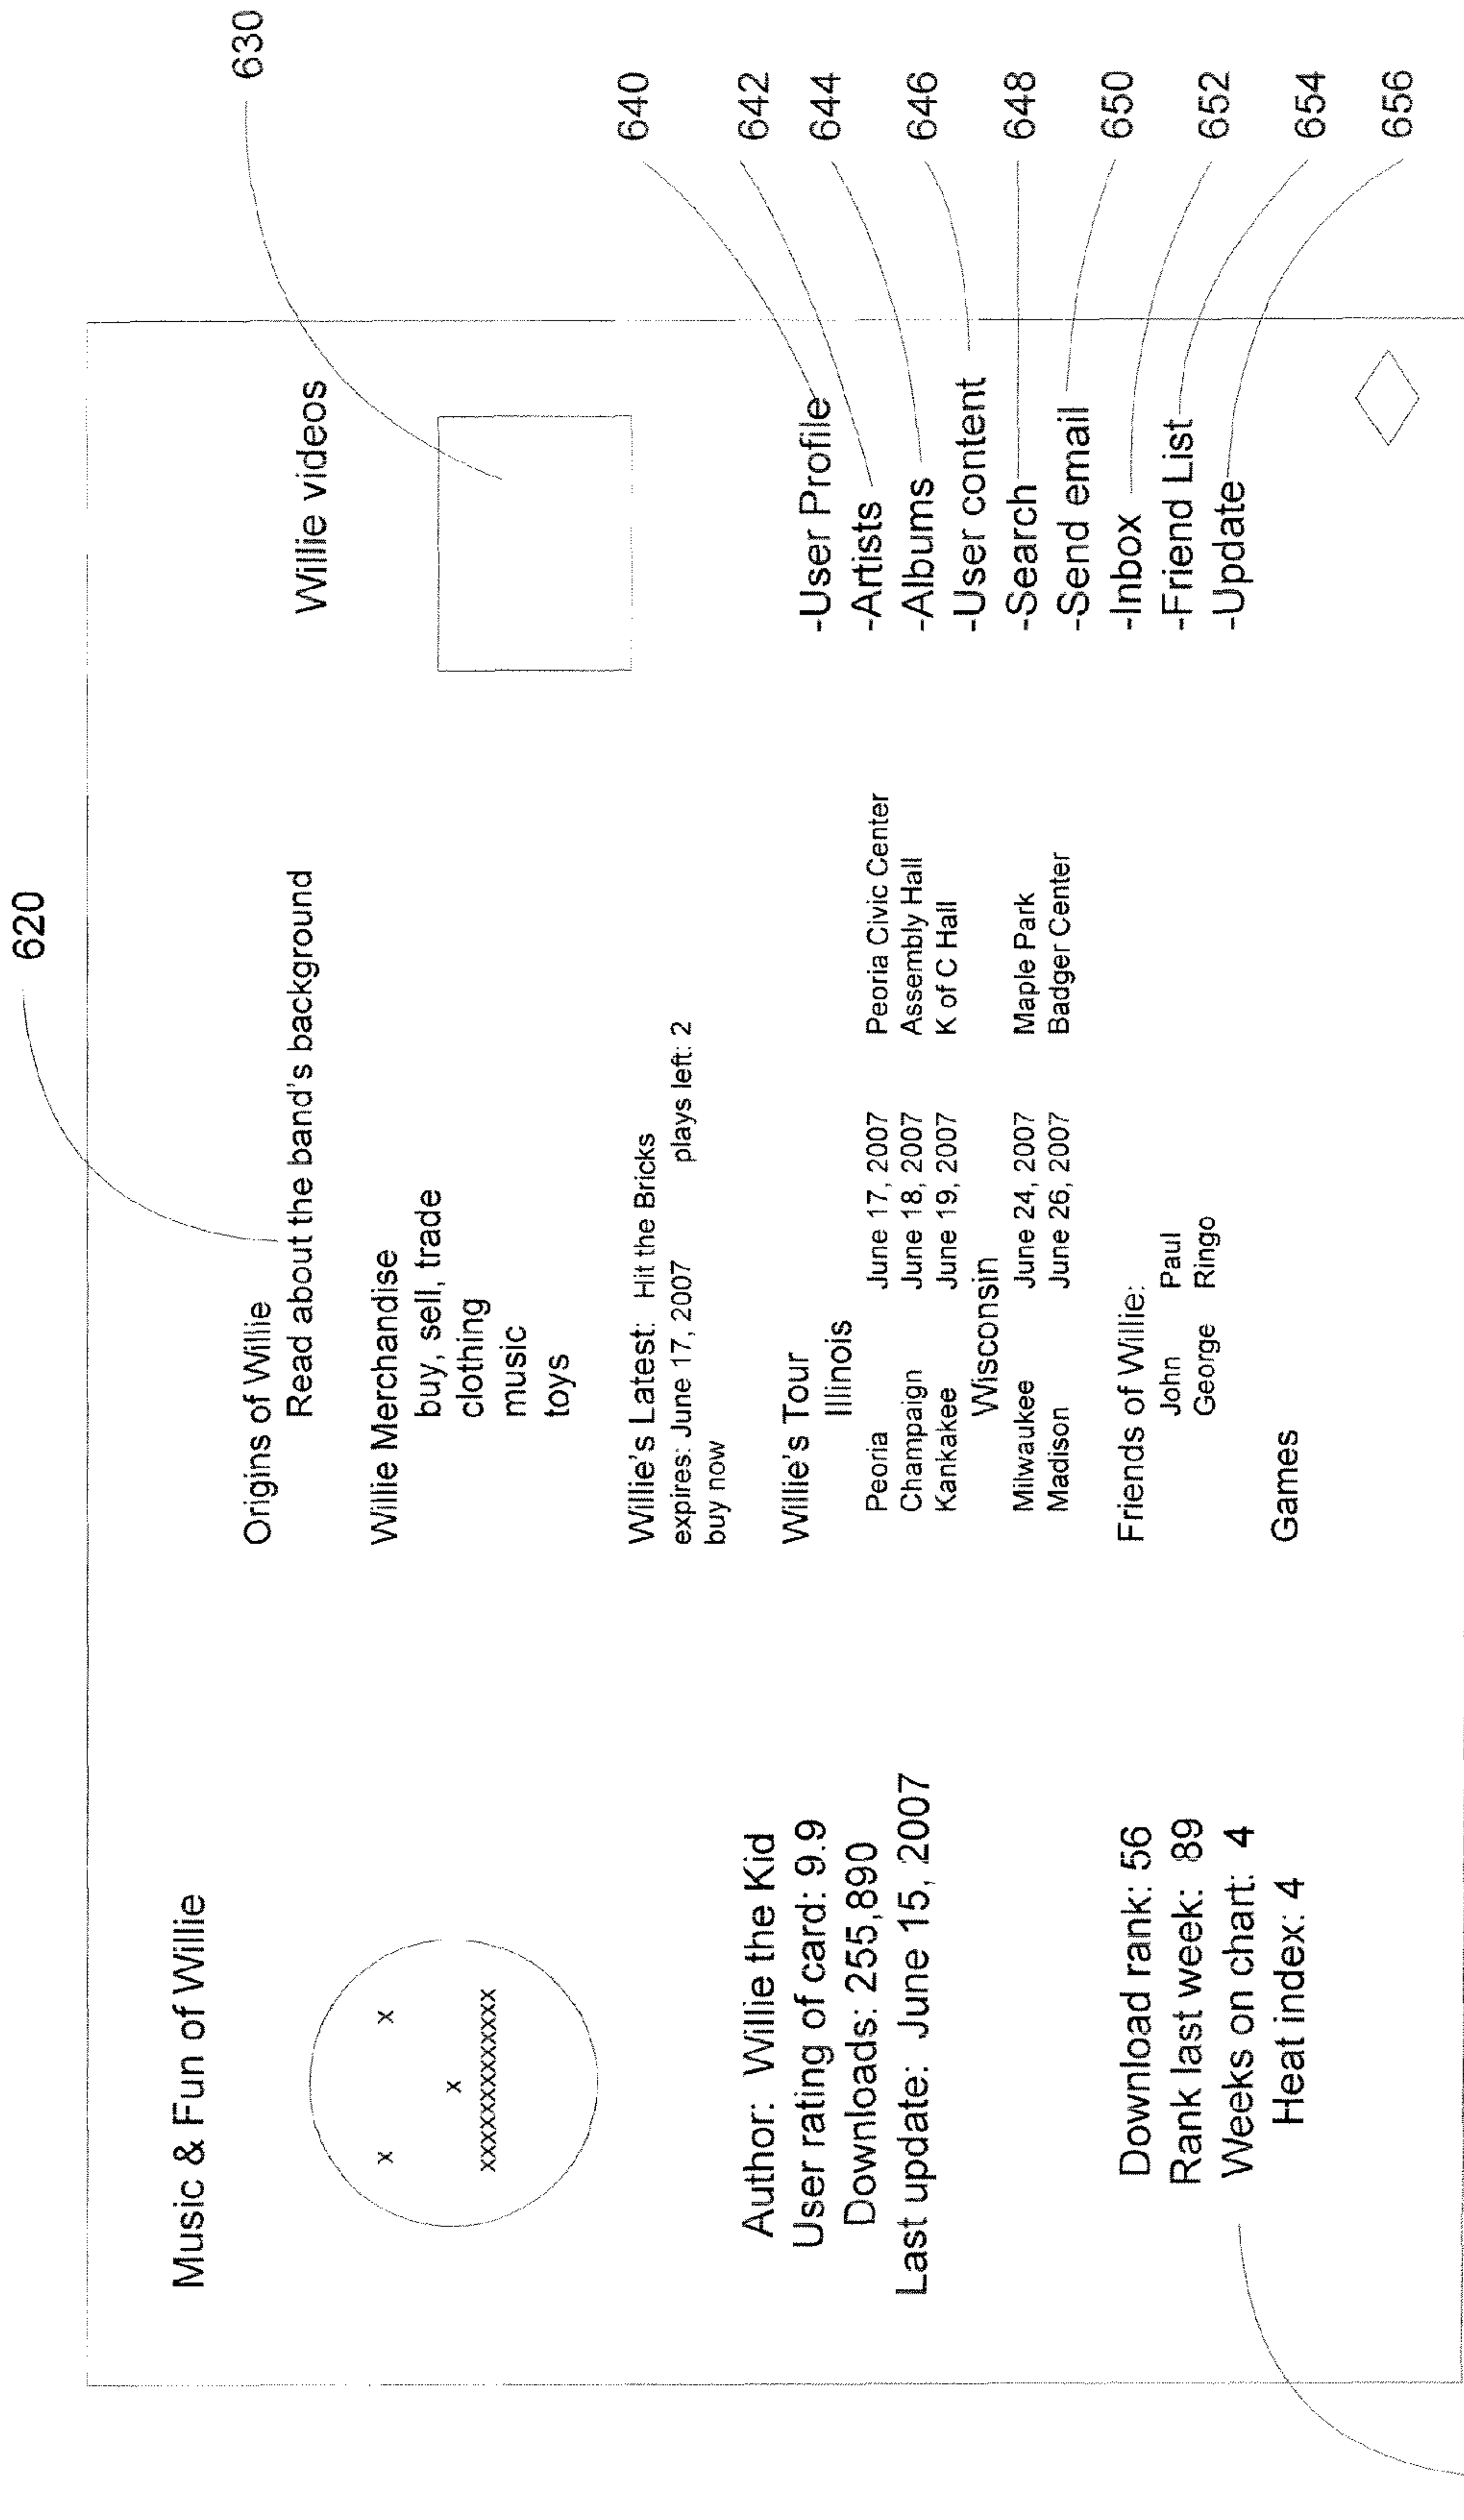 620
630
Music & Fun of Willie
x x
x
xxxxxxxxxxxxx
Author: Willie the Kid
User rating of card: 9.9
Downloads: 255,890
Last update: June 15, 2007
Download rank: 56
Rank last week: 89
Weeks on chart: 4
Heat index: 4
Origins of Willie
Read about the band's background
Willie Merchandise
buy, sell, trade
clothing
music
toys
Willie's Latest: Hit the Bricks
expires: June 17, 2007 plays left: 2
buy now
Willie's Tour
Illinois
Peoria June 17, 2007 Peoria Civic Center
Champaign June 18, 2007 Assembly Hall
Kankakee June 19, 2007 K of C Hall
Wisconsin
Milwaukee June 24, 2007 Maple Park
Madison June 26, 2007 Badger Center
Friends of Willie:
John Paul
George Ringo
Games
Willie videos
-User Profile 640
-Artists 642
-Albums 644
-User content 646
-Search 648
-Send email 650
-Inbox 652
-Friend List 654
-Update 656